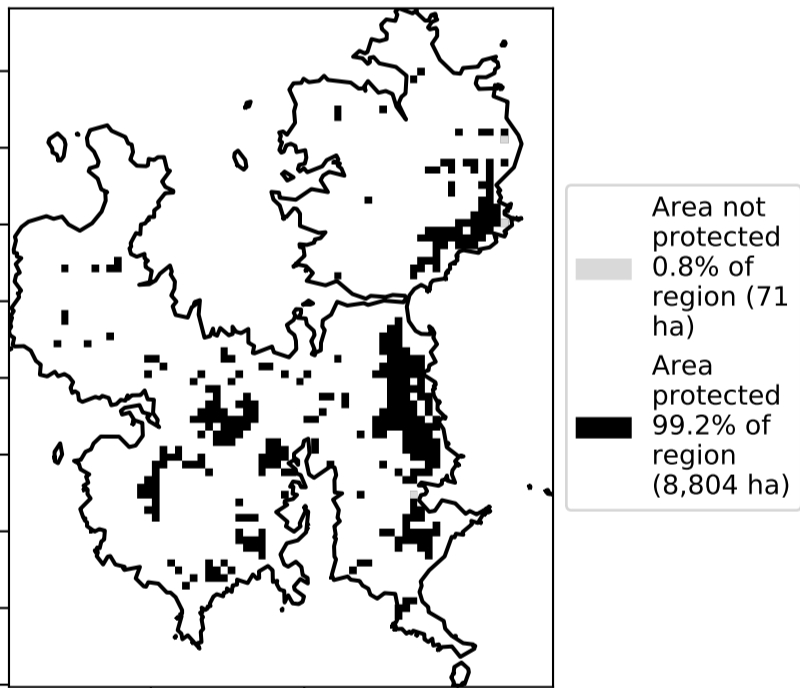 Area not
protected
0.8% of
region (71
ha)
Area
protected
99.2% of
region
(8,804 ha)